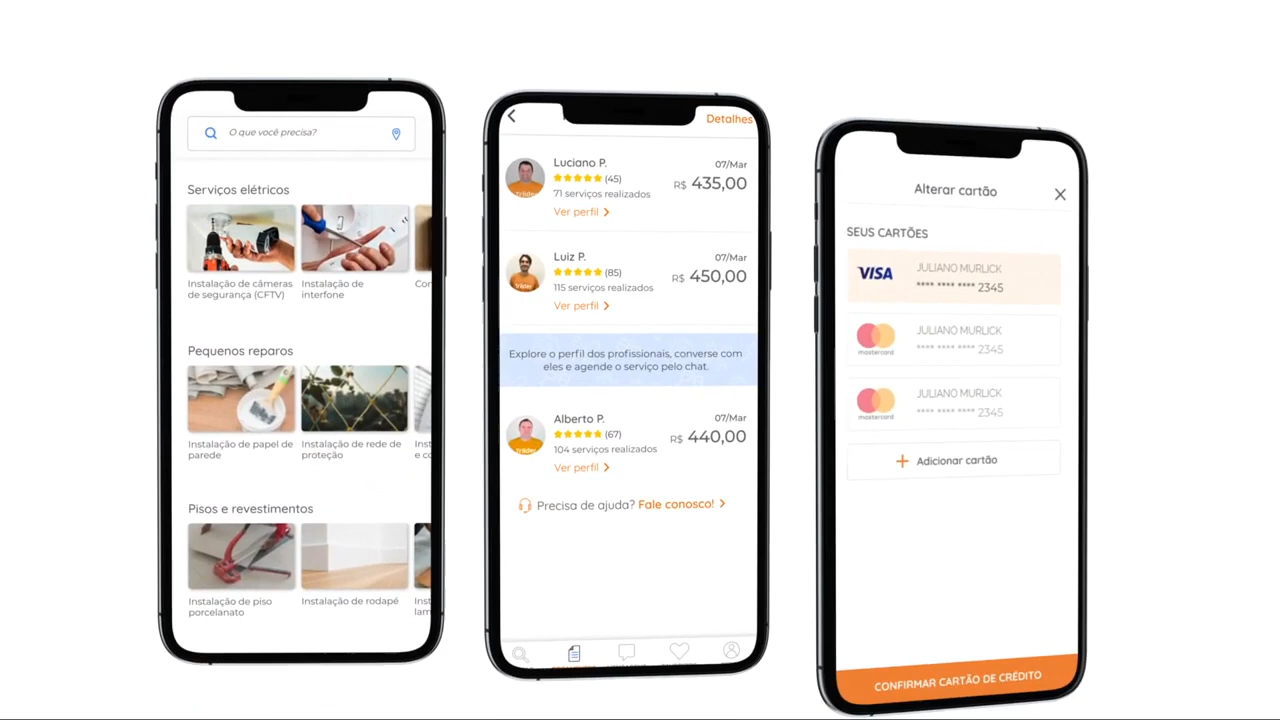 O que você precisa?
Serviços elétricos
Instalação de câmeras
de segurança (CFTV)
Instalação de
interfone
Pequenos reparos
Instalação de papel de
parede
Instalação de rede de
proteção
Pisos e revestimentos
Instalação de piso
porcelanato
Instalação de rodapé
Detalhes
Luciano P.
07/Mar
(45)
R$ 435,00
71 serviços realizados
Ver perfil
Luiz P.
07/Mar
(85)
R$ 450,00
115 serviços realizados
Ver perfil
Explore o perfil dos profissionais, converse com
eles e agende o serviço pelo chat.
Alberto P.
07/Mar
(67)
R$ 440,00
104 serviços realizados
Ver perfil
Precisa de ajuda? Fale conosco!
Alterar cartão
SEUS CARTÕES
VISA
JULIANO MURLICK
**** **** **** 2345
mastercard
JULIANO MURLICK
**** **** **** 2345
mastercard
JULIANO MURLICK
**** **** **** 2345
+ Adicionar cartão
CONFIRMAR CARTÃO DE CRÉDITO